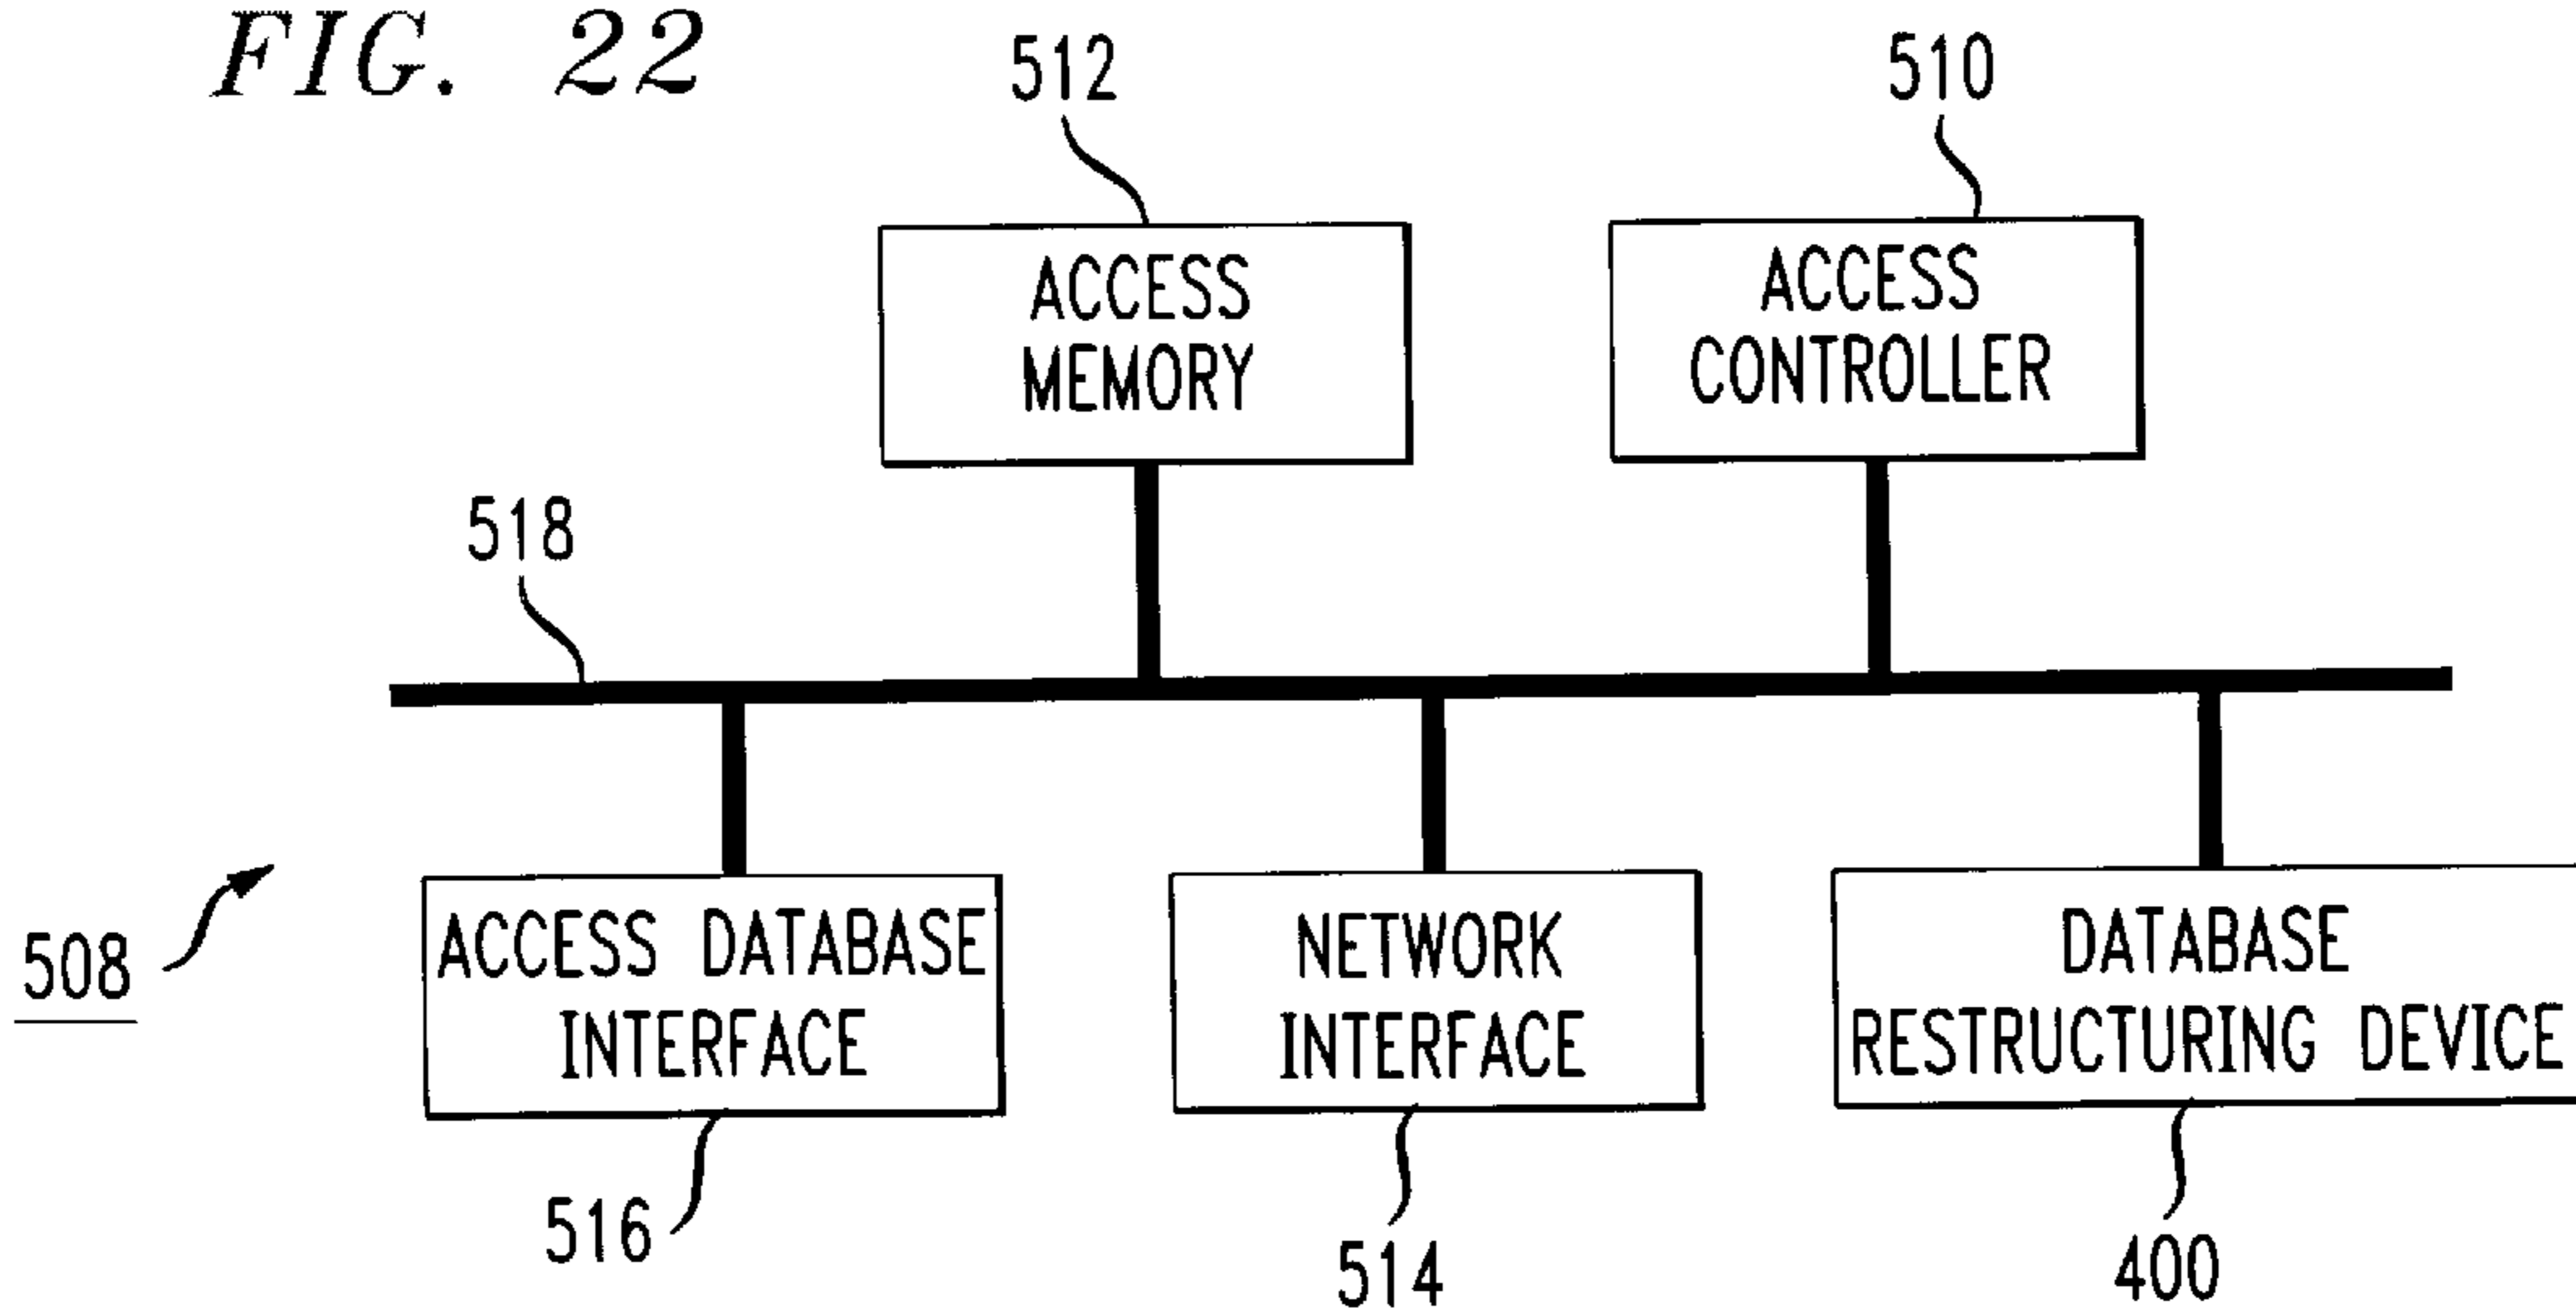 FIG. 22
512
510
ACCESS
MEMORY
ACCESS
CONTROLLER
518
508
ACCESS DATABASE
INTERFACE
NETWORK
INTERFACE
DATABASE
RESTRUCTURING DEVICE
516
514
400